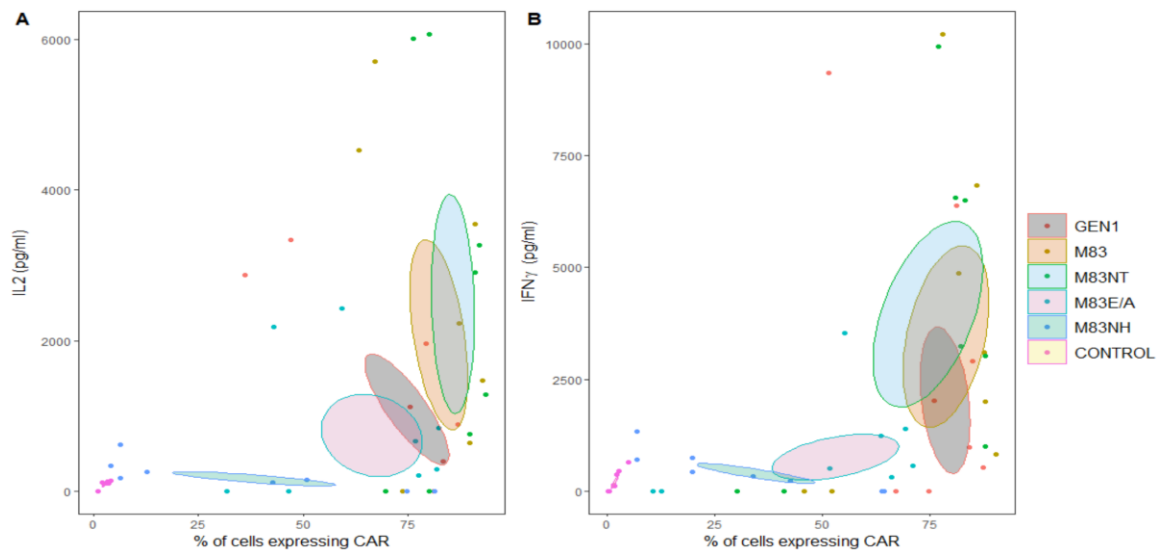 A
B
IL2 (pg/ml)
6000
4000
2000
0
0
25
50
75
% of cells expressing CAR
IFNγ (pg/ml)
10000
7500
5000
2500
0
0
25
50
75
% of cells expressing CAR
GEN1
M83
M83NT
M83E/A
M83NH
CONTROL